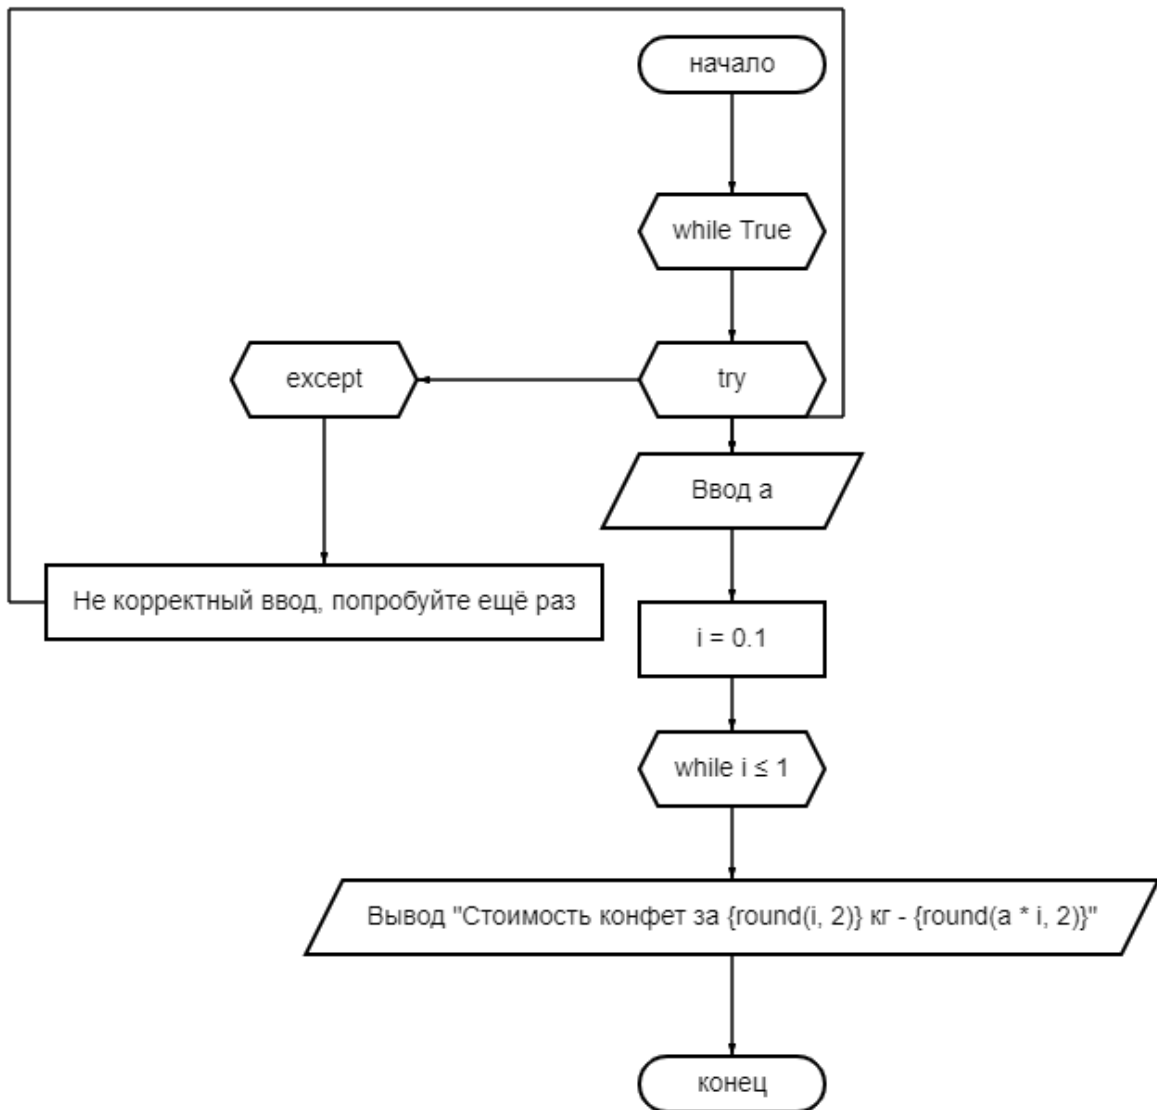 начало
while True
except
try
Ввод a
Не корректный ввод, попробуйте ещё раз
i = 0.1
while i ≤ 1
Вывод "Стоимость конфет за {round(i, 2)} кг - {round(a * i, 2)}"
конец